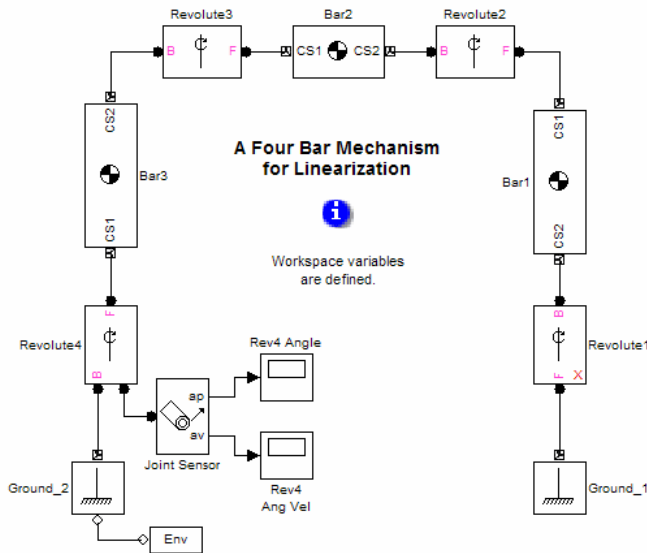 Revolute3
Bar2
Revolute2
B
F
CS1
CS2
B
F
CS2
CS1
Bar3
A Four Bar Mechanism
for Linearization
i
Workspace variables
are defined.
CS1
CS2
Bar1
F
B
Revolute4
B
F
X
Revolute1
Rev4 Angle
ap
av
Joint Sensor
Rev4
Ang Vel
Ground_2
Ground_1
Env